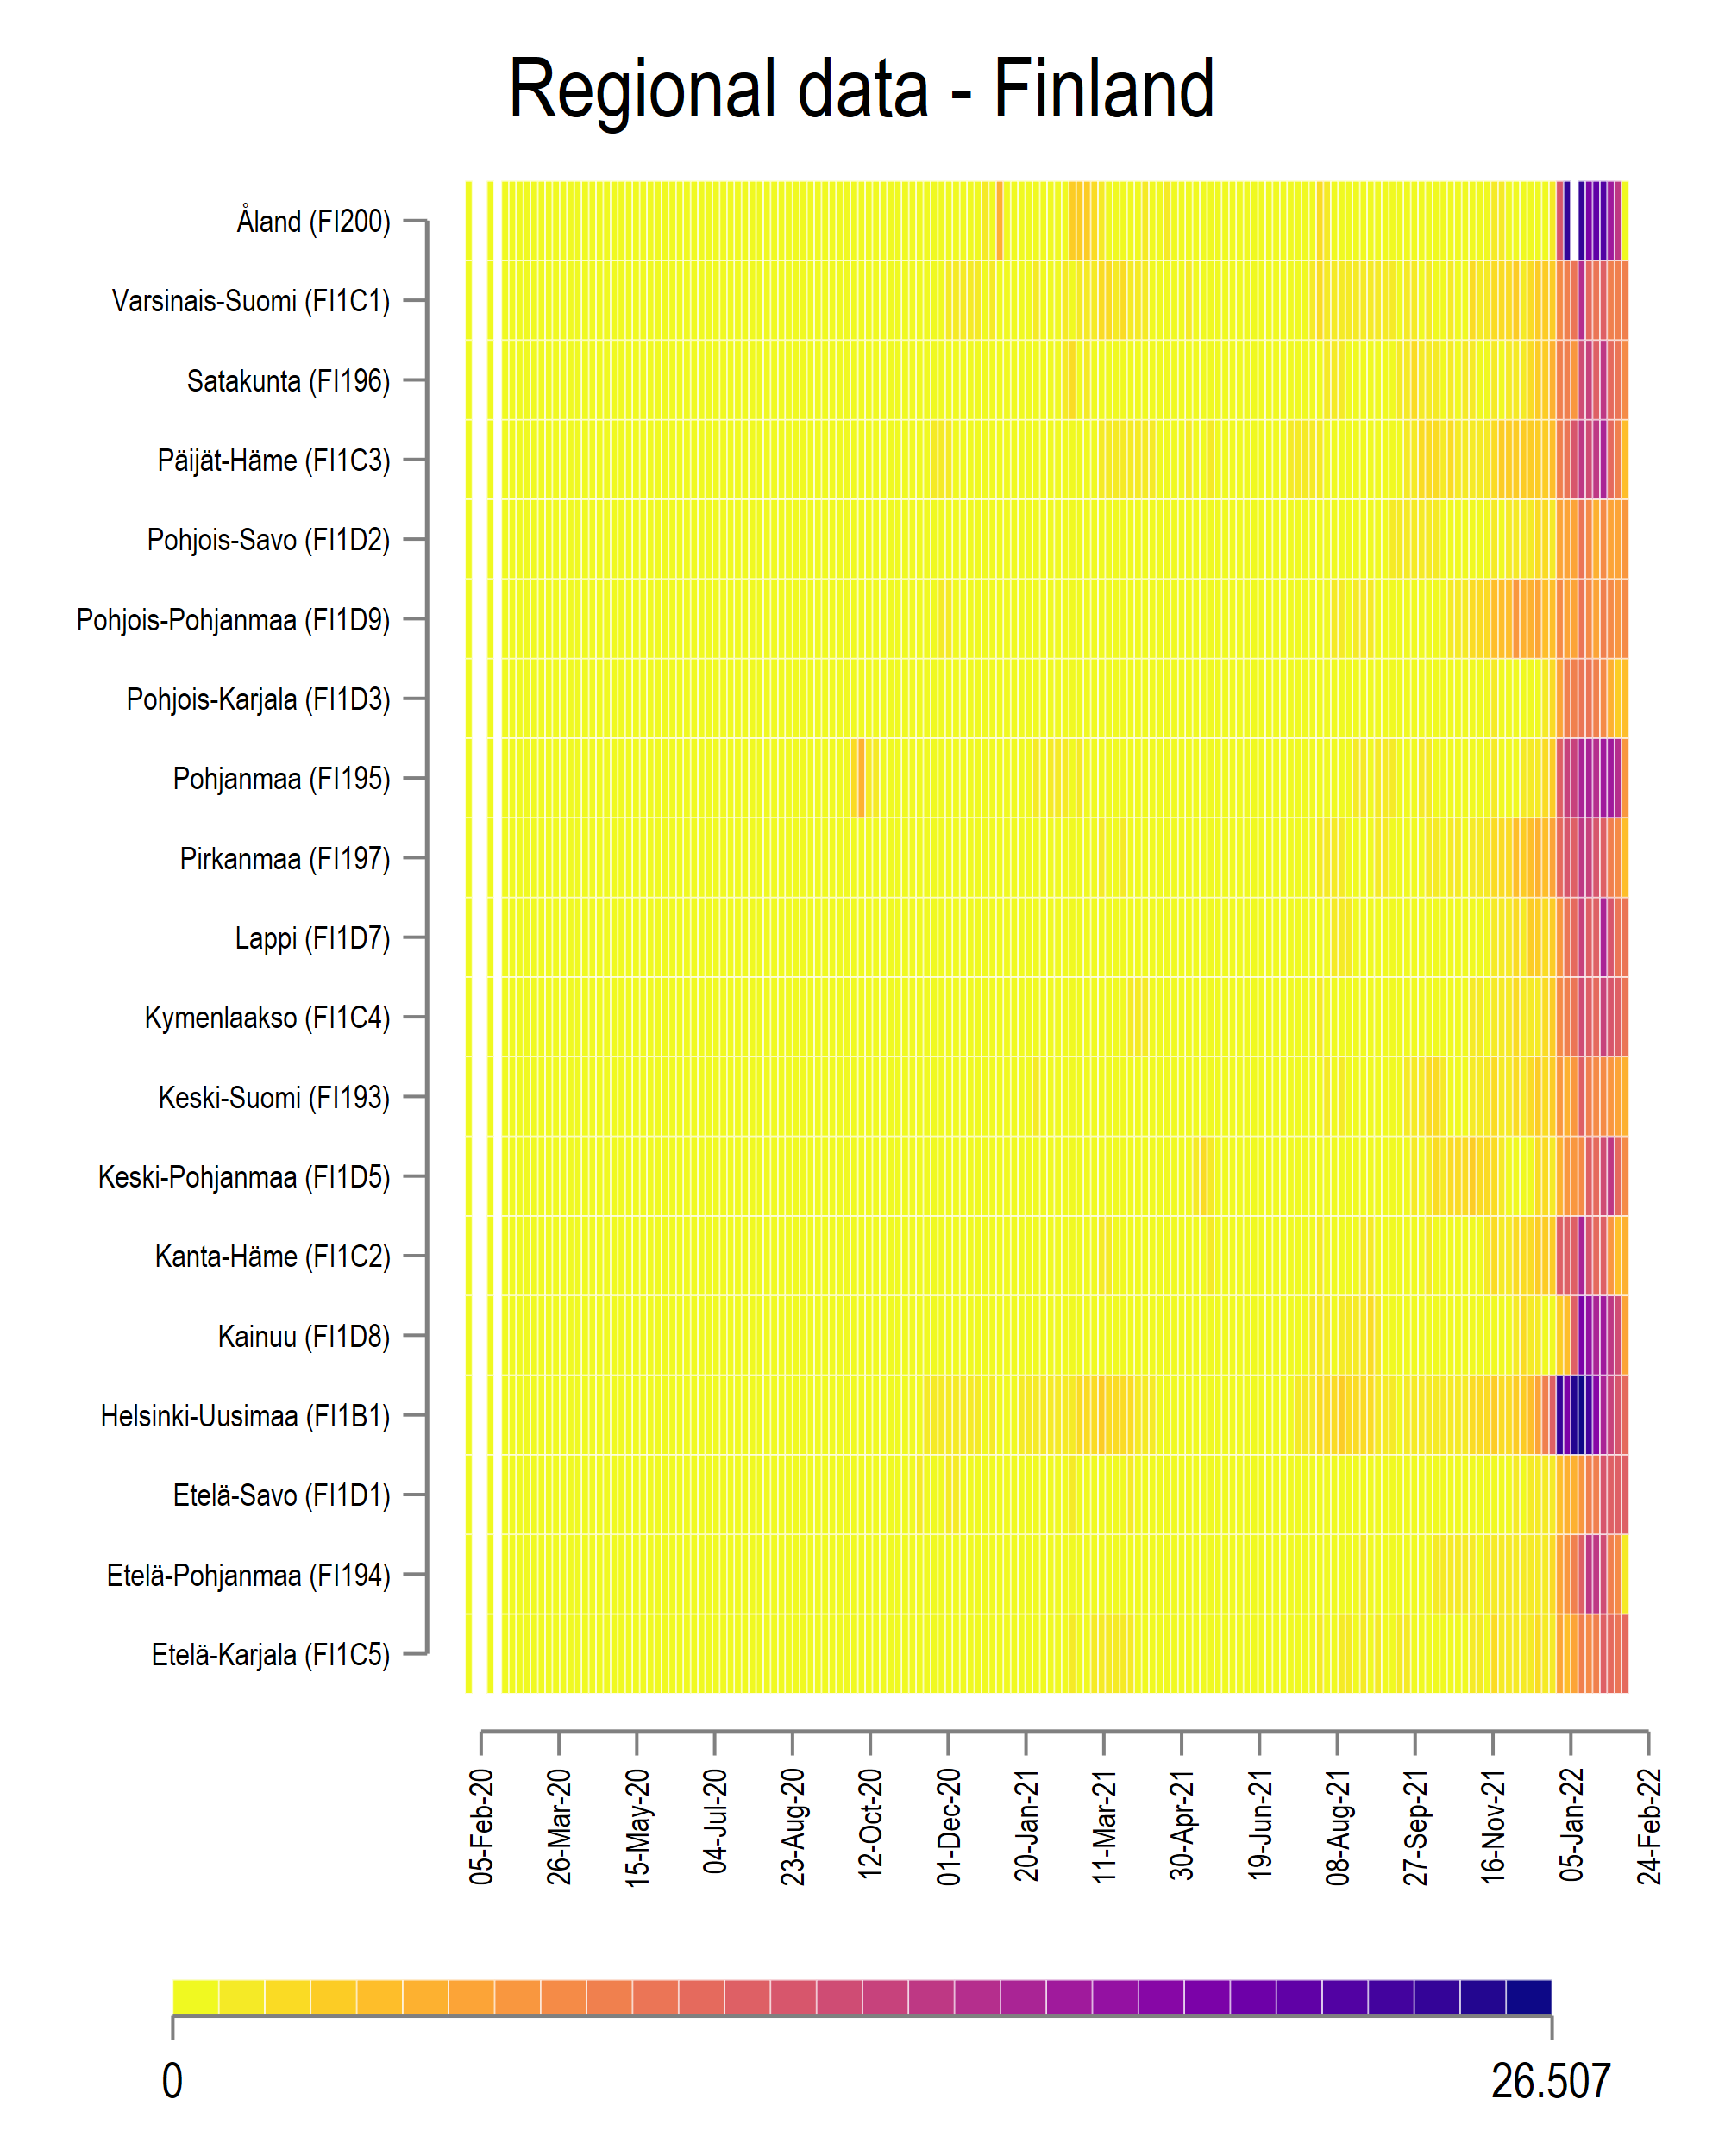 Regional data - Finland
Åland (FI200)
Varsinais-Suomi (FI1C1)
Satakunta (FI196)
Päijät-Häme (FI1C3)
Pohjois-Savo (FI1D2)
Pohjois-Pohjanmaa (FI1D9)
Pohjois-Karjala (FI1D3)
Pohjanmaa (FI195)
Pirkanmaa (FI197)
Lappi (FI1D7)
Kymenlaakso (FI1C4)
Keski-Suomi (FI193)
Keski-Pohjanmaa (FI1D5)
Kanta-Häme (FI1C2)
Kainuu (FI1D8)
Helsinki-Uusimaa (FI1B1)
Etelä-Savo (FI1D1)
Etelä-Pohjanmaa (FI194)
Etelä-Karjala (FI1C5)
05-Feb-20
26-Mar-20
15-May-20
04-Jul-20
23-Aug-20
12-Oct-20
01-Dec-20
20-Jan-21
11-Mar-21
30-Apr-21
19-Jun-21
08-Aug-21
27-Sep-21
16-Nov-21
05-Jan-22
24-Feb-22
0
26.507